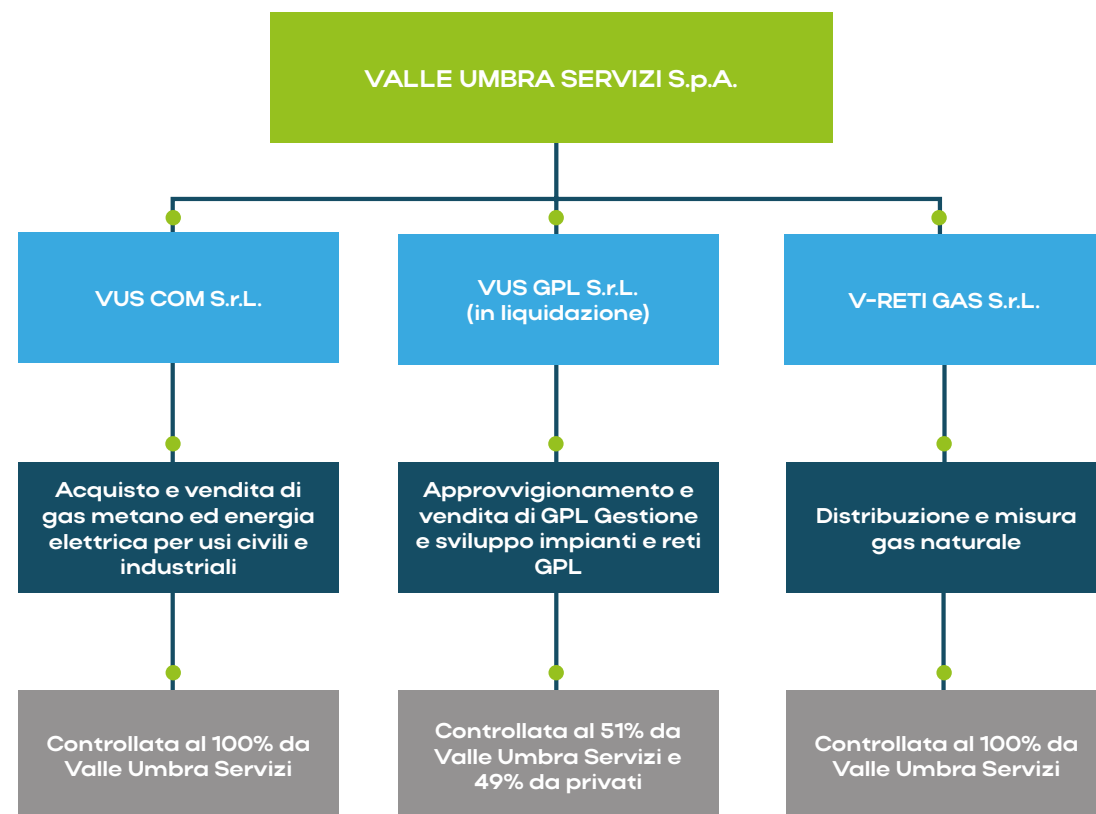 VALLE UMBRA SERVIZI S.p.A.
VUS COM S.r.L.
VUS GPL S.r.L.
(in liquidazione)
V-RETI GAS S.r.L.
Acquisto e vendita di
gas metano ed energia
elettrica per usi civili e
industriali
Approvvigionamento e
vendita di GPL Gestione
e sviluppo impianti e reti
GPL
Distribuzione e misura
gas naturale
Controllata al 100% da
Valle Umbra Servizi
Controllata al 51% da
Valle Umbra Servizi e
49% da privati
Controllata al 100% da
Valle Umbra Servizi